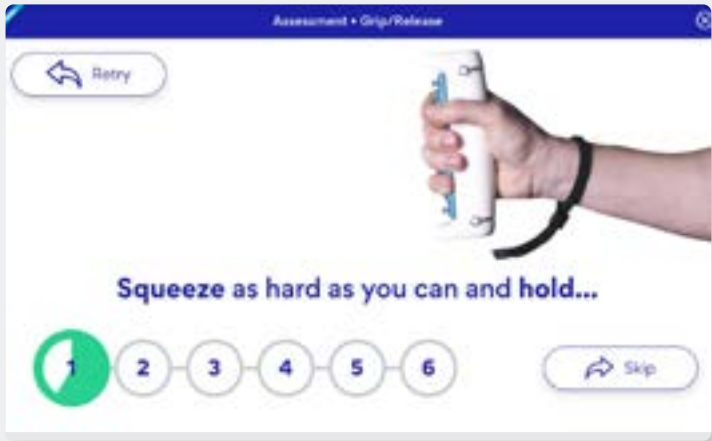 Assessment • Grip/Release
Retry
Squeeze as hard as you can and hold...
1 2 3 4 5 6
Skip